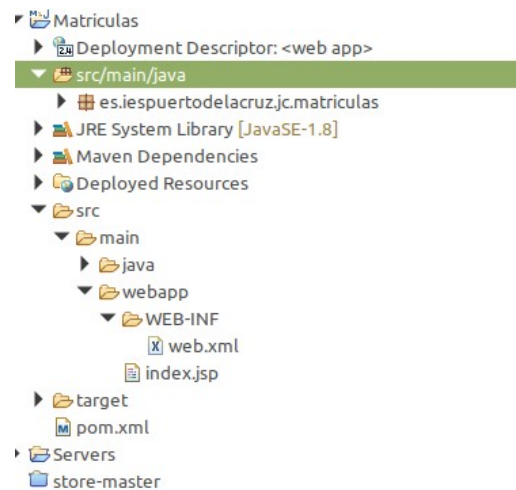 Matriculas
Deployment Descriptor: <web app>
src/main/java
es.iespuertodelacruz.jc.matriculas
JRE System Library [JavaSE-1.8]
Maven Dependencies
Deployed Resources
src
main
java
webapp
WEB-INF
web.xml
index.jsp
target
pom.xml
Servers
store-master